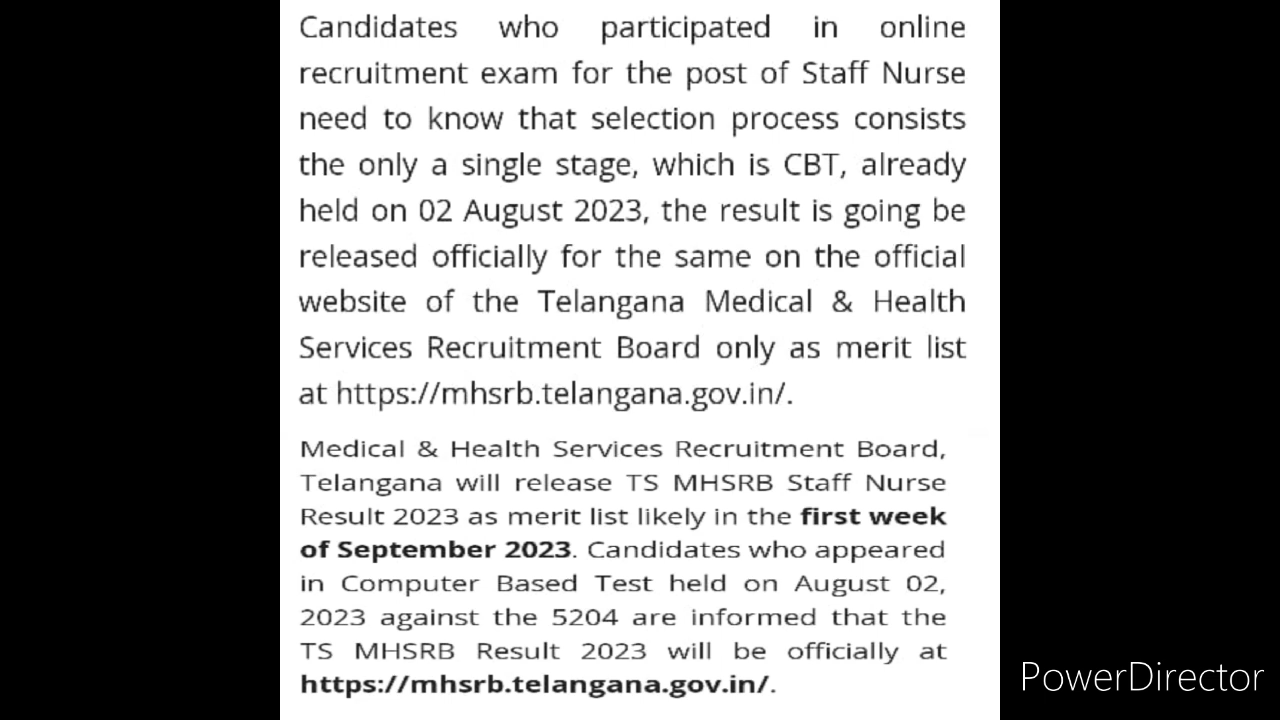 Candidates who participated in online
recruitment exam for the post of Staff Nurse
need to know that selection process consists
the only a single stage, which is CBT, already
held on 02 August 2023, the result is going be
released officially for the same on the official
website of the Telangana Medical & Health
Services Recruitment Board only as merit list
at https://mhsrb.telangana.gov.in/.
Medical & Health Services Recruitment Board,
Telangana will release TS MHSRB Staff Nurse
Result 2023 as merit list likely in the first week
of September 2023. Candidates who appeared
in Computer Based Test held on August 02,
2023 against the 5204 are informed that the
TS MHSRB Result 2023 will be officially at
https://mhsrb.telangana.gov.in/.
PowerDirector